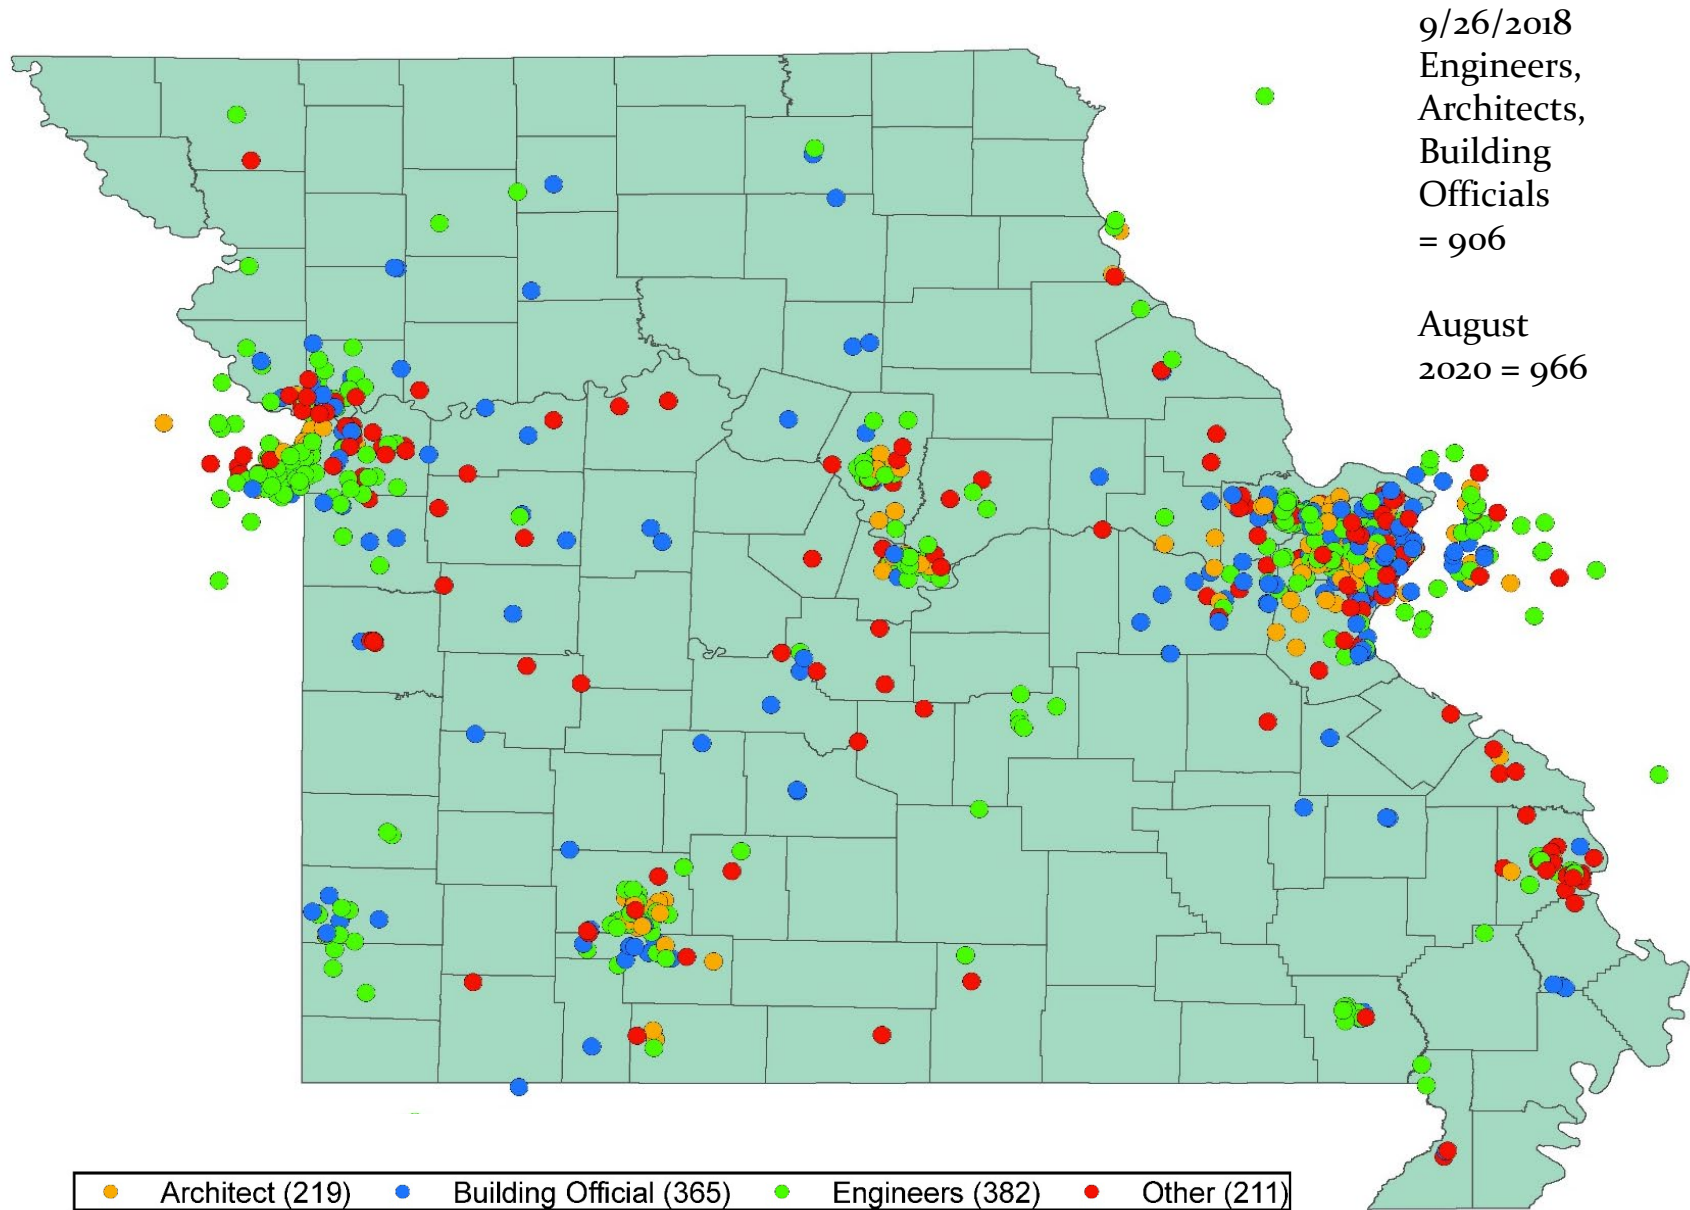 9/26/2018
Engineers,
Architects,
Building
Officials
= 906
August
2020 = 966
Architect (219) Building Official (365) Engineers (382) Other (211)